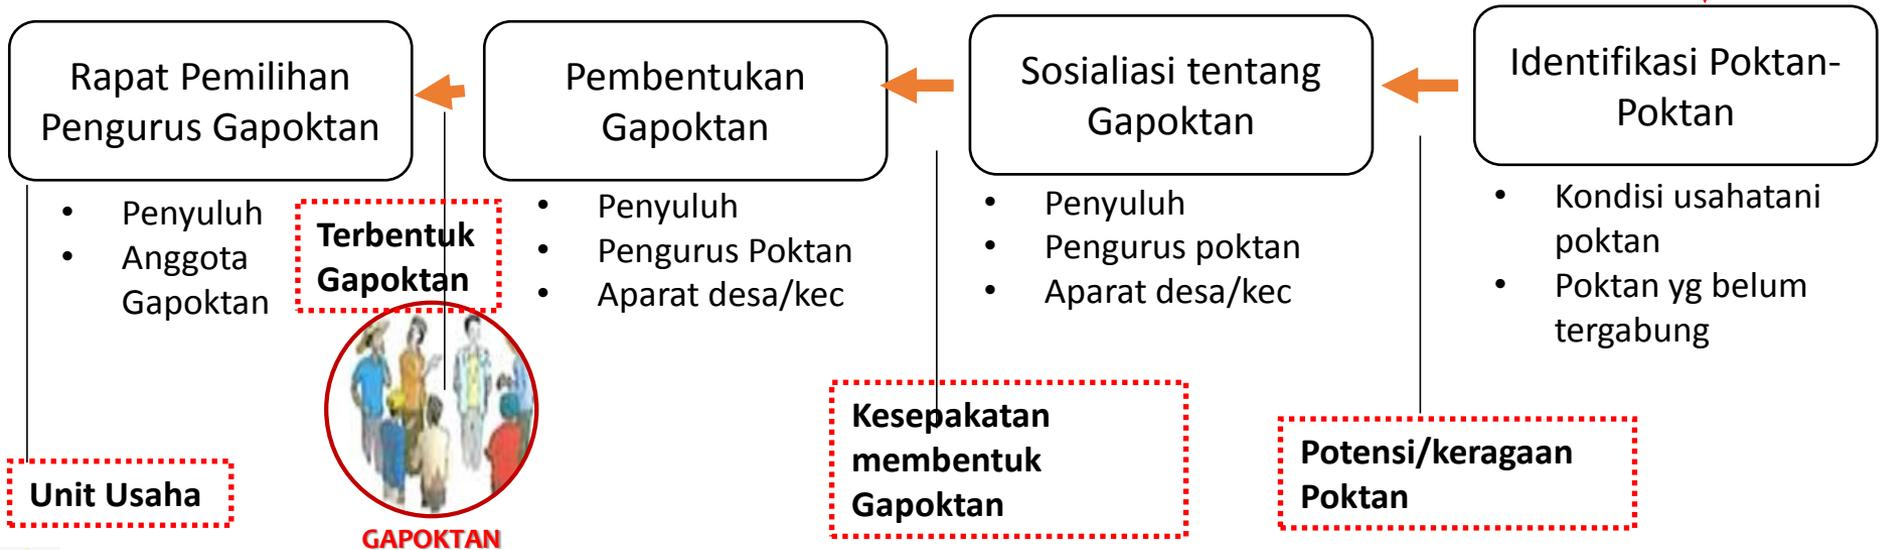 Rapat Pemilihan
Pengurus Gapoktan
Pembentukan
Gapoktan
Sosialiasi tentang
Gapoktan
Identifikasi Poktan-
Poktan
• Penyuluh
• Anggota
Gapoktan
Terbentuk
Gapoktan
• Penyuluh
• Pengurus Poktan
• Aparat desa/kec
• Penyuluh
• Pengurus poktan
• Aparat desa/kec
• Kondisi usahatani
poktan
• Poktan yg belum
tergabung
Unit Usaha
GAPOKTAN
Kesepakatan
membentuk
Gapoktan
Potensi/keragaan
Poktan